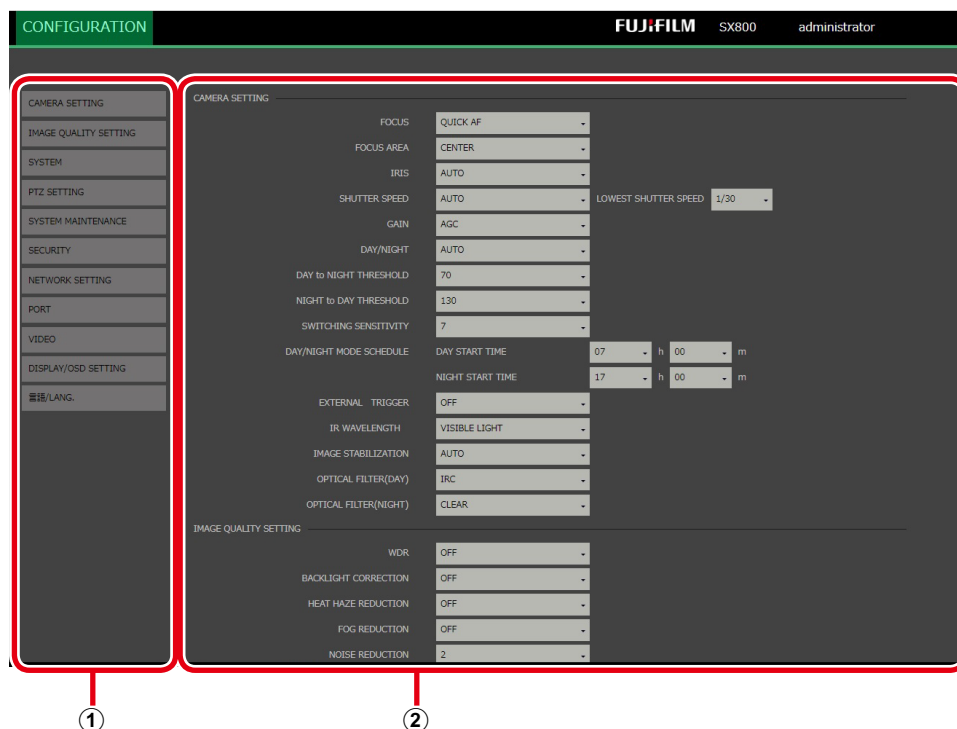 CONFIGURATION FUJIFILM SX800 administrator
CAMERA SETTING
IMAGE QUALITY SETTING
SYSTEM
PTZ SETTING
SYSTEM MAINTENANCE
SECURITY
NETWORK SETTING
PORT
VIDEO
DISPLAY/OSD SETTING
言語/LANG.
CAMERA SETTING
FOCUS QUICK AF
FOCUS AREA CENTER
IRIS AUTO
SHUTTER SPEED AUTO LOWEST SHUTTER SPEED 1/30
GAIN AGC
DAY/NIGHT AUTO
DAY to NIGHT THRESHOLD 70
NIGHT to DAY THRESHOLD 130
SWITCHING SENSITIVITY 7
DAY/NIGHT MODE SCHEDULE DAY START TIME 07 h 00 m
NIGHT START TIME 17 h 00 m
EXTERNAL TRIGGER OFF
IR WAVELENGTH VISIBLE LIGHT
IMAGE STABILIZATION AUTO
OPTICAL FILTER(DAY) IRC
OPTICAL FILTER(NIGHT) CLEAR
IMAGE QUALITY SETTING
WDR OFF
BACKLIGHT CORRECTION OFF
HEAT HAZE REDUCTION OFF
FOG REDUCTION OFF
NOISE REDUCTION 2
① ②